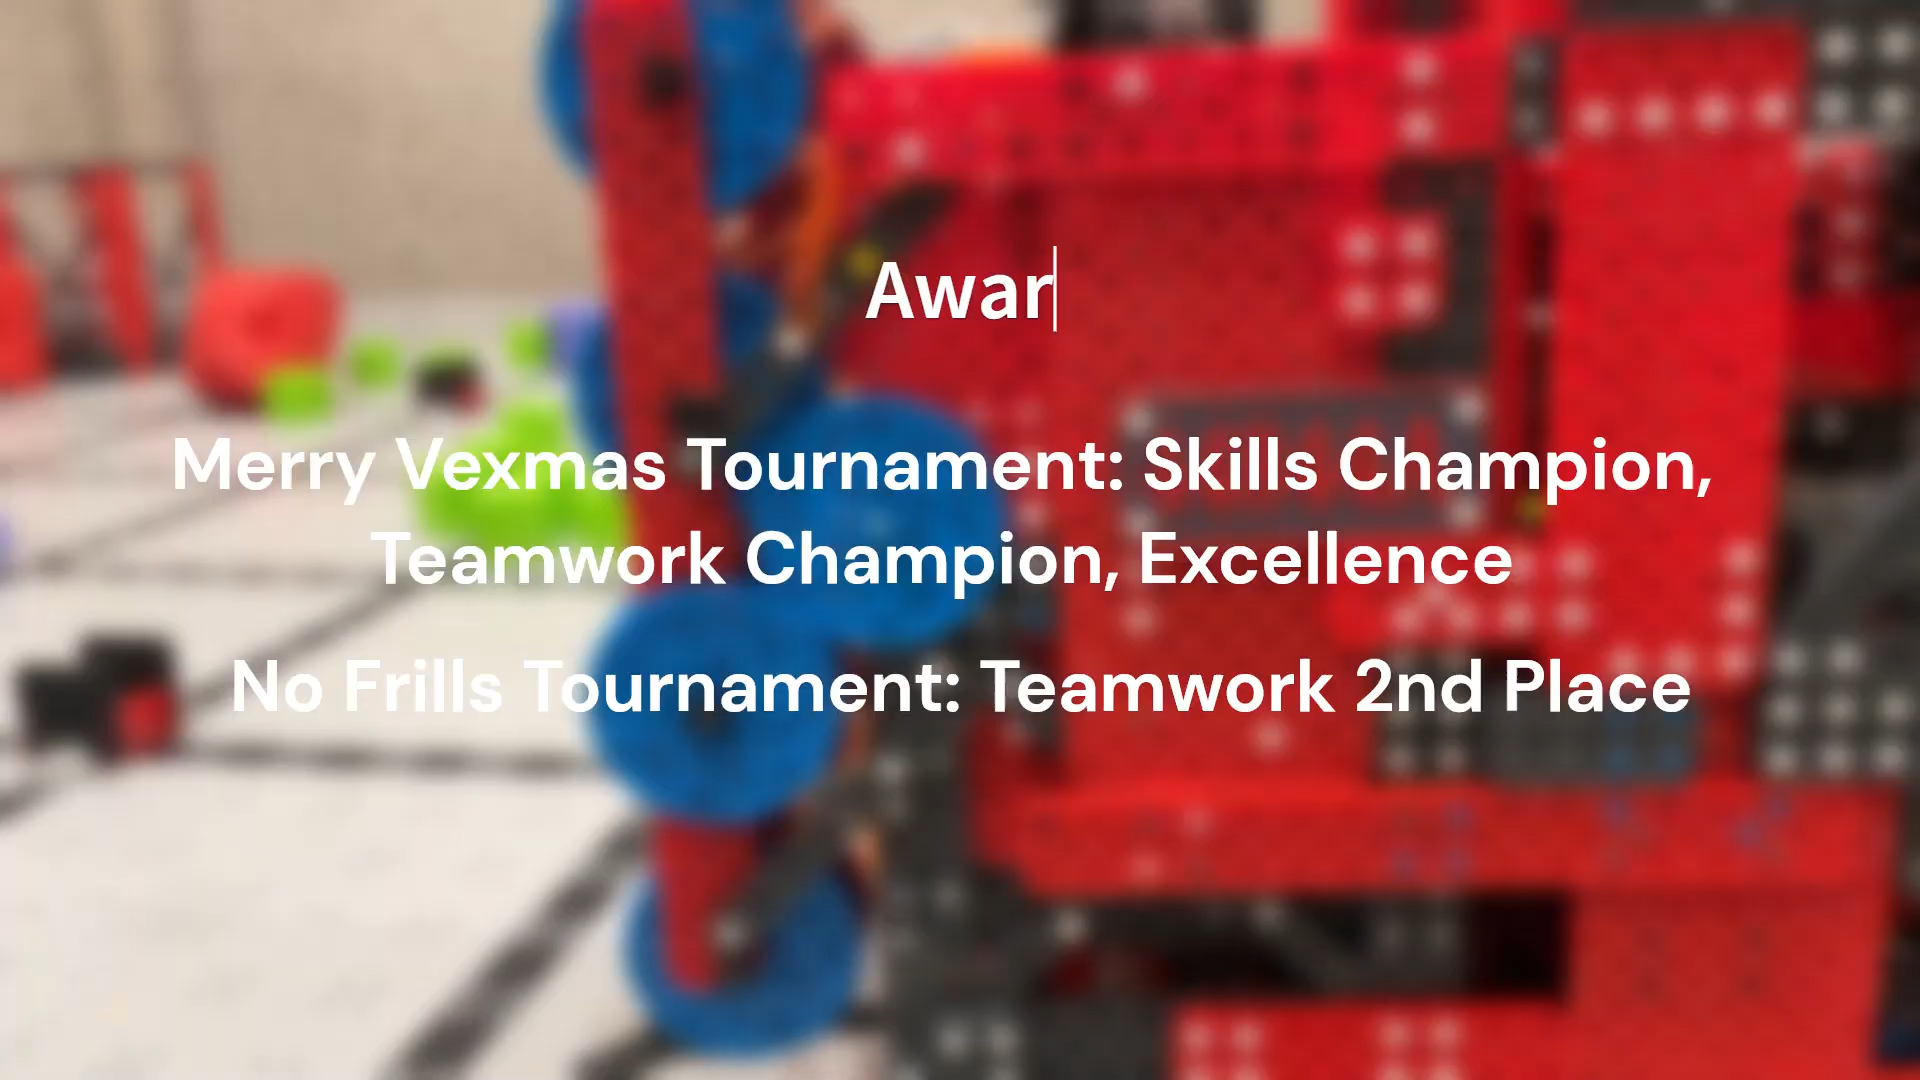 Awar
Merry Vexmas Tournament: Skills Champion,
Teamwork Champion, Excellence
No Frills Tournament: Teamwork 2nd Place